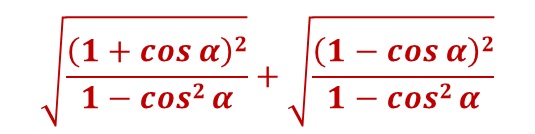 √((1 + cos α)² / (1 − cos² α)) + √((1 − cos α)² / (1 − cos² α))